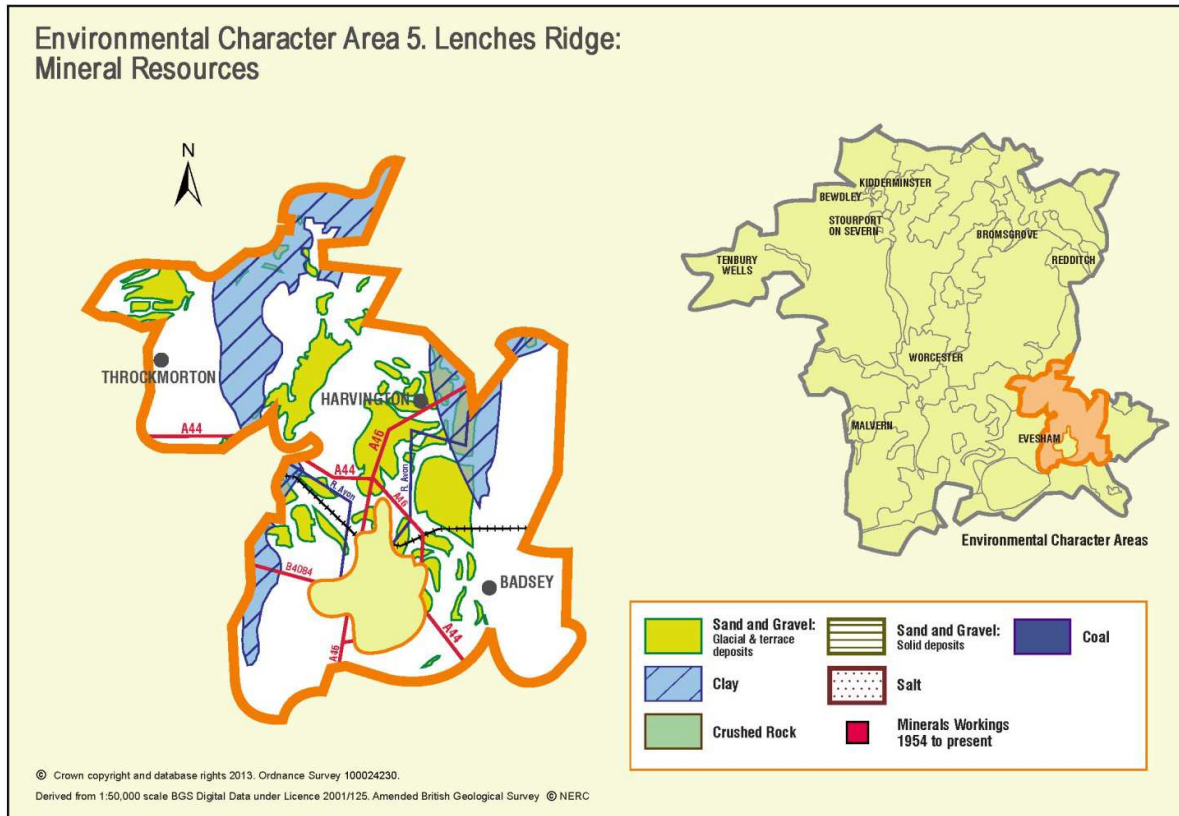 Environmental Character Area 5. Lenches Ridge:
Mineral Resources
N
THROCKMORTON
HARVINGTON
A44
A46
A44
R. Avon
R. Avon
A46
B4084
BADSEY
A44
A46
KIDDERMINSTER
BEWDLEY
STOURPORT
ON SEVERN
BROMSGROVE
TENBURY
WELLS
REDDITCH
WORCESTER
MALVERN
EVESHAM
Environmental Character Areas
Sand and Gravel:
Glacial & terrace
deposits
Sand and Gravel:
Solid deposits
Coal
Clay
Salt
Crushed Rock
Minerals Workings
1954 to present
© Crown copyright and database rights 2013. Ordnance Survey 100024230.
Derived from 1:50,000 scale BGS Digital Data under Licence 2001/125. Amended British Geological Survey © NERC